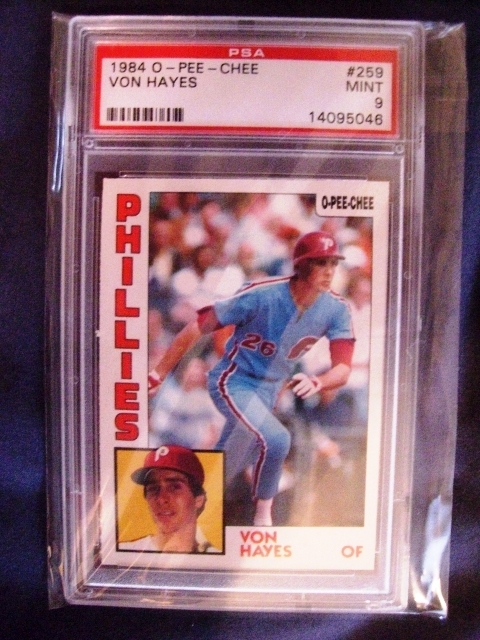 PSA
1984 O-PEE-CHEE #259
VON HAYES MINT
9
14095046
O-PEE-CHEE
PHILLIES
P
26
P
P
VON
HAYES OF